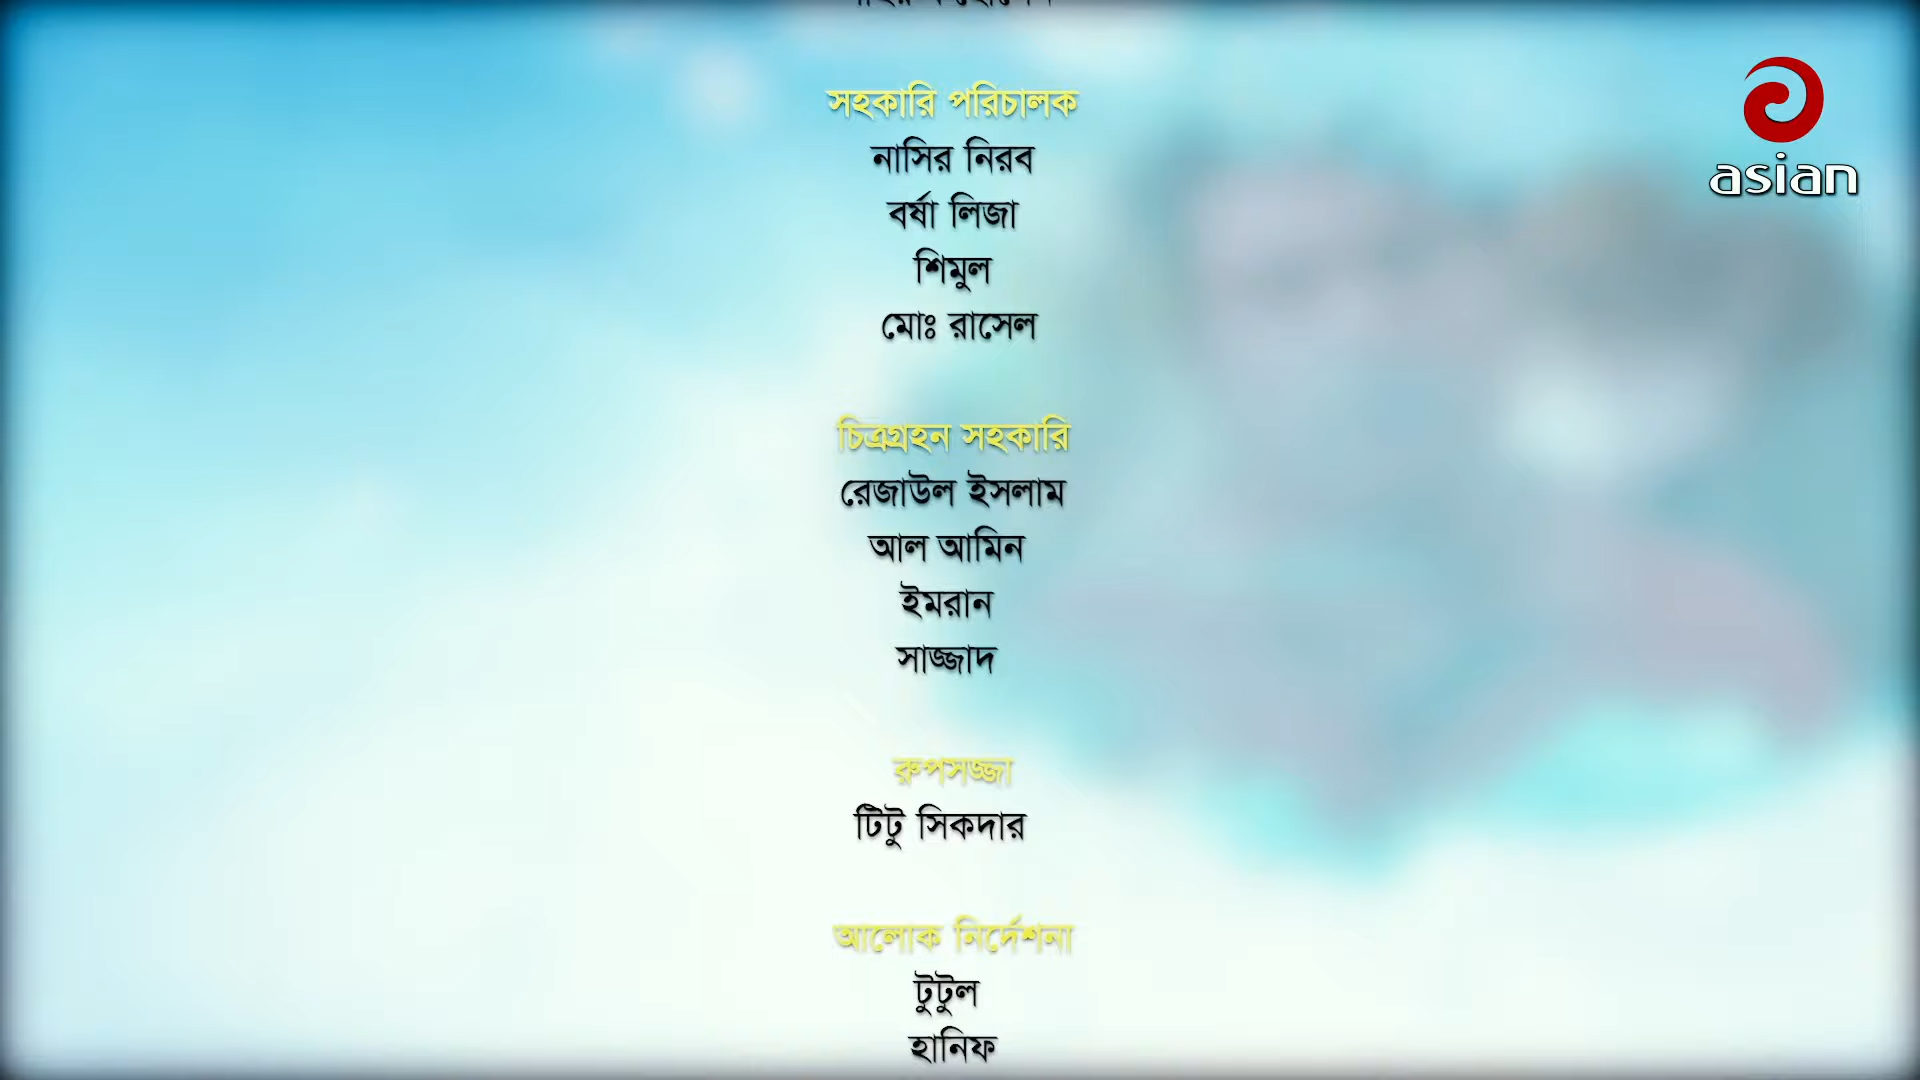 সহকারি পরিচালক
নাসির নিরব
বর্ষা লিজা
শিমুল
মোঃ রাসেল
চিত্রগ্রহন সহকারি
রেজাউল ইসলাম
আল আমিন
ইমরান
সাজ্জাদ
রুপসজ্জা
টিটু সিকদার
আলোক নির্দেশনা
টুটুল
হানিফ
asian